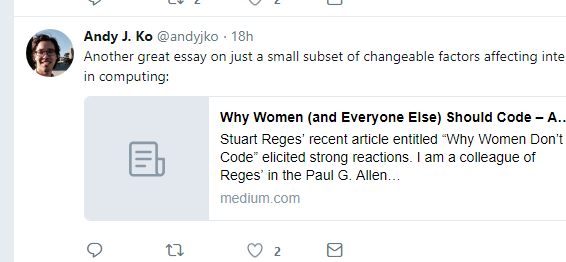 2
2
Andy J. Ko @andyjko · 18h
Another great essay on just a small subset of changeable factors affecting inte
in computing:
Why Women (and Everyone Else) Should Code – A…
Stuart Reges’ recent article entitled “Why Women Don’t
Code” elicited strong reactions. I am a colleague of
Reges’ in the Paul G. Allen…
medium.com
2